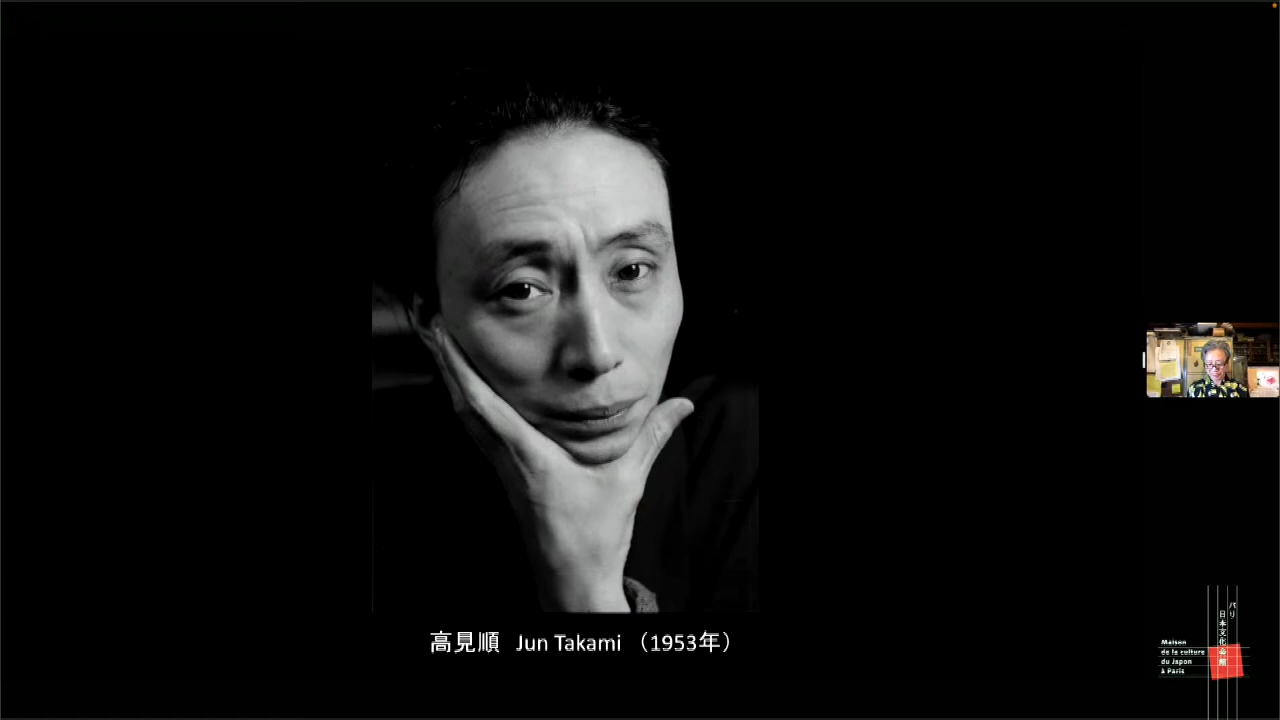 高見順 Jun Takami （1953年）
パリ
日本文化会館
Maison
de la culture
du Japon
à Paris